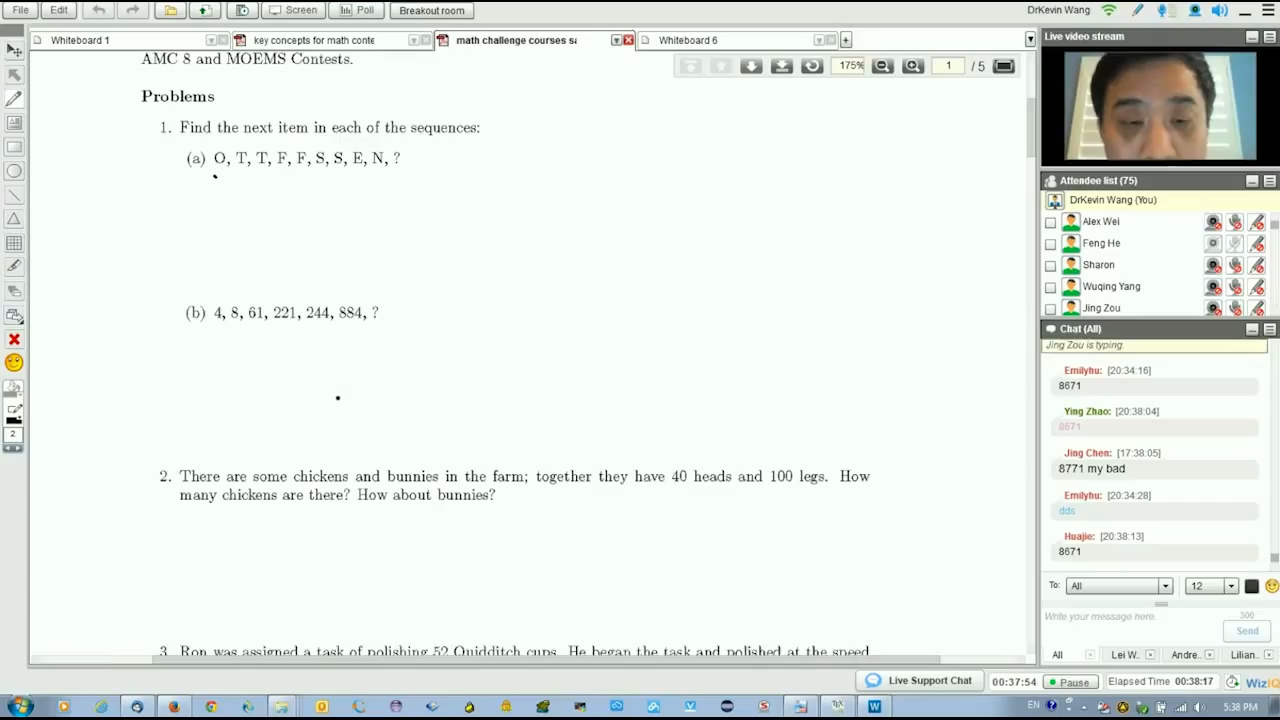 File Edit Screen Poll Breakout room DrKevin Wang
Whiteboard 1 key concepts for math conte math challenge courses sa Whiteboard 6
Live video stream
AMC 8 and MOEMS Contests.
175% 1 / 5
Problems
1. Find the next item in each of the sequences:
(a) O, T, T, F, F, S, S, E, N, ?
(b) 4, 8, 61, 221, 244, 884, ?
2. There are some chickens and bunnies in the farm; together they have 40 heads and 100 legs. How
many chickens are there? How about bunnies?
3. Ron was assigned a task of polishing 52 Quidditch cups. He began the task and polished at the speed
2
Attendee list (75)
DrKevin Wang (You)
Alex Wei
Feng He
Sharon
Wuqing Yang
Jing Zou
Chat (All)
Jing Zou is typing.
Emilyhu: [20:34:16]
8671
Ying Zhao: [20:38:04]
8671
Jing Chen: [17:38:05]
8771 my bad
Emilyhu: [20:34:28]
dds
Huajie: [20:38:13]
8671
To: All 12
Write your message here. 300
Send
All Lei W.. Andre.. Lilian..
Live Support Chat 00:37:54 Pause Elapsed Time 00:38:17 WizIQ
EN 5:38 PM